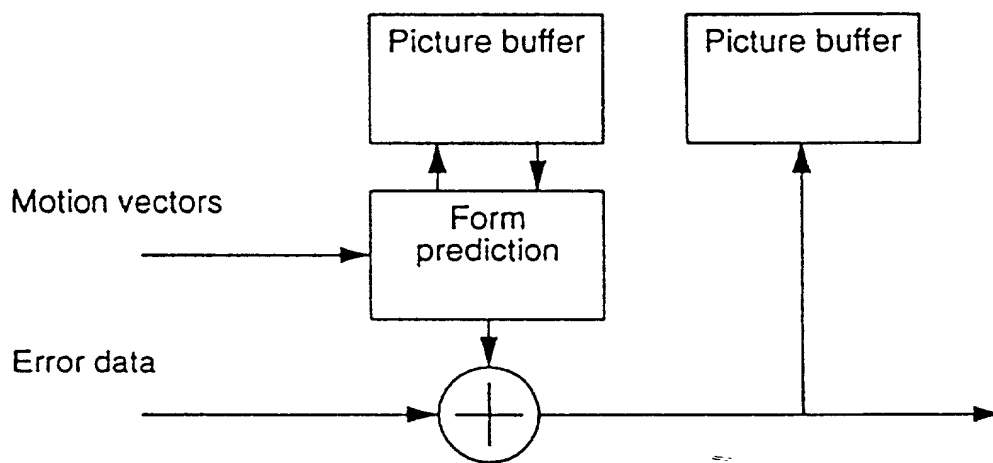 Picture buffer
Picture buffer
Motion vectors
Form
prediction
Error data